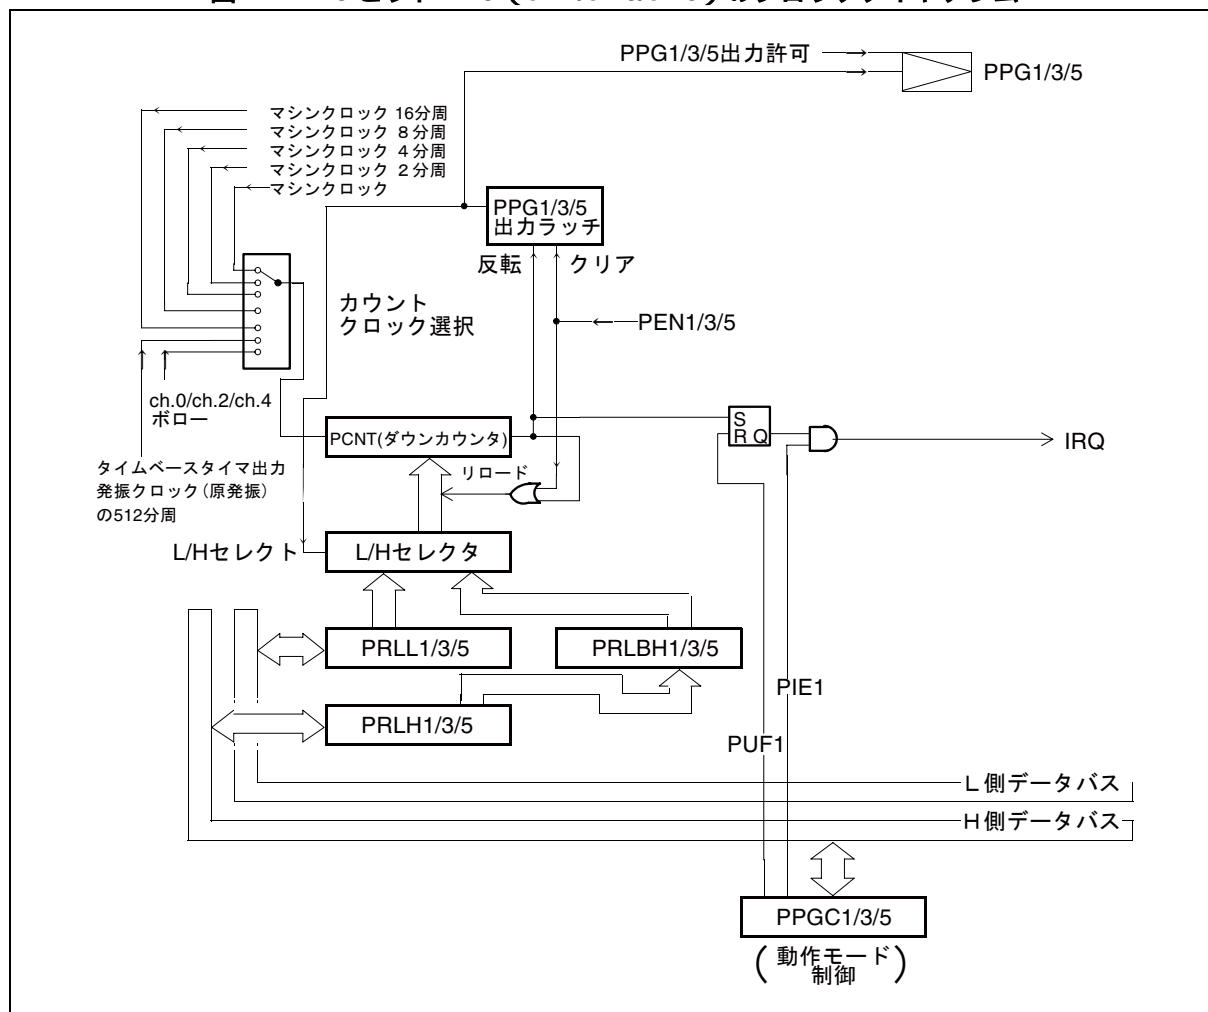 PPG1/3/5出力許可
PPG1/3/5
マシンクロック 16分周
マシンクロック 8分周
マシンクロック 4分周
マシンクロック 2分周
マシンクロック
PPG1/3/5
出力ラッチ
反転
クリア
カウント
クロック選択
PEN1/3/5
ch.0/ch.2/ch.4
ボロー
PCNT(ダウンカウンタ)
S
R Q
IRQ
タイムベースタイマ出力
発振クロック(原発振)
の512分周
リロード
L/Hセレクト
L/Hセレクタ
PRLL1/3/5
PRLBH1/3/5
PIE1
PRLH1/3/5
PUF1
L側データバス
H側データバス
PPGC1/3/5
(動作モード
制御)